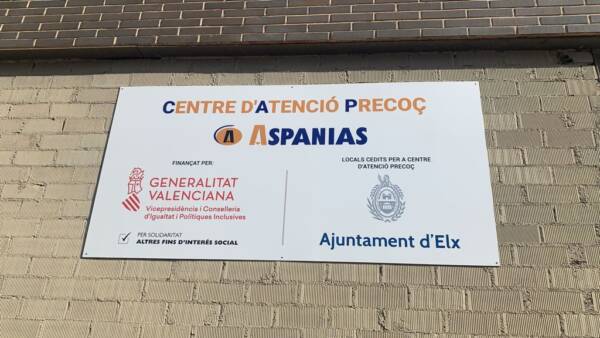 CENTRE D'ATENCIÓ PRECOÇ
A ASPANIAS
FINANÇAT PER:
GENERALITAT
VALENCIANA
Vicepresidència i Conselleria
d'Igualtat i Polítiques Inclusives
PER SOLIDARITAT
ALTRES FINS D'INTERÉS SOCIAL
LOCALS CEDITS PER A CENTRE
D'ATENCIÓ PRECOÇ
Ajuntament d'Elx